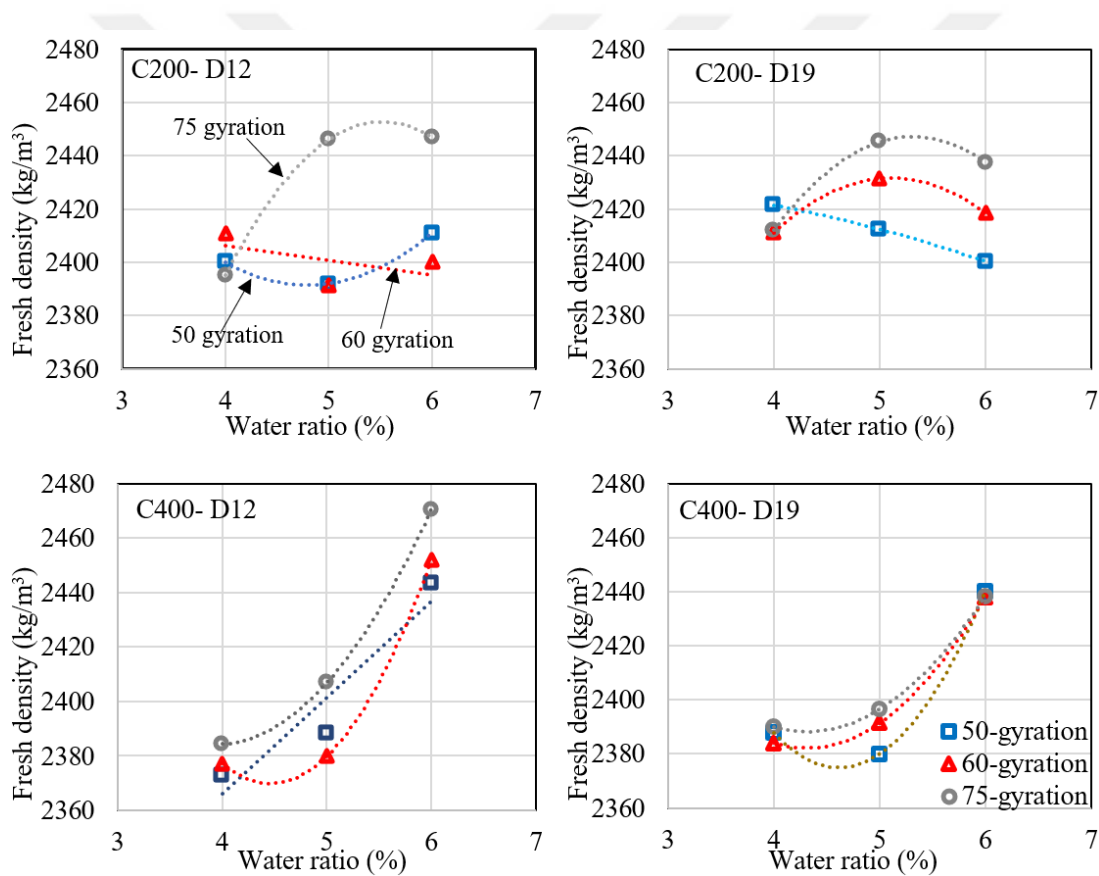 C200- D12
Fresh density (kg/m³)
2480
2460
2440
2420
2400
2380
2360
75 gyration
50 gyration
60 gyration
3
4
5
6
7
Water ratio (%)
C200- D19
Fresh density (kg/m³)
2480
2460
2440
2420
2400
2380
2360
3
4
5
6
7
Water ratio (%)
C400- D12
Fresh density (kg/m³)
2480
2460
2440
2420
2400
2380
2360
3
4
5
6
7
Water ratio (%)
C400- D19
Fresh density (kg/m³)
2480
2460
2440
2420
2400
2380
2360
50-gyration
60-gyration
75-gyration
3
4
5
6
7
Water ratio (%)